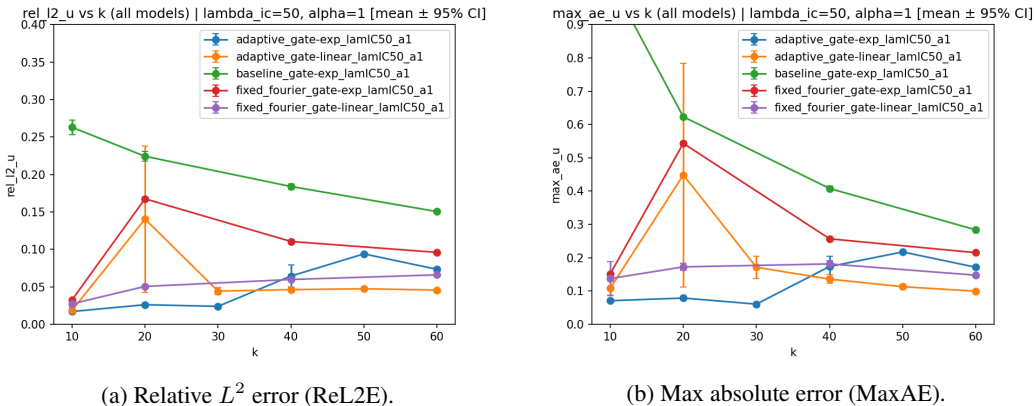 rel_l2_u vs k (all models) | lambda_ic=50, alpha=1 [mean ± 95% CI]
0.40
0.35
0.30
0.25
0.20
0.15
0.10
0.05
0.00
rel_l2_u
10 20 30 40 50 60
k
adaptive_gate-exp_lamIC50_a1
adaptive_gate-linear_lamIC50_a1
baseline_gate-exp_lamIC50_a1
fixed_fourier_gate-exp_lamIC50_a1
fixed_fourier_gate-linear_lamIC50_a1
(a) Relative L² error (ReL2E).
max_ae_u vs k (all models) | lambda_ic=50, alpha=1 [mean ± 95% CI]
0.9
0.8
0.7
0.6
0.5
0.4
0.3
0.2
0.1
0.0
max_ae_u
10 20 30 40 50 60
k
adaptive_gate-exp_lamIC50_a1
adaptive_gate-linear_lamIC50_a1
baseline_gate-exp_lamIC50_a1
fixed_fourier_gate-exp_lamIC50_a1
fixed_fourier_gate-linear_lamIC50_a1
(b) Max absolute error (MaxAE).